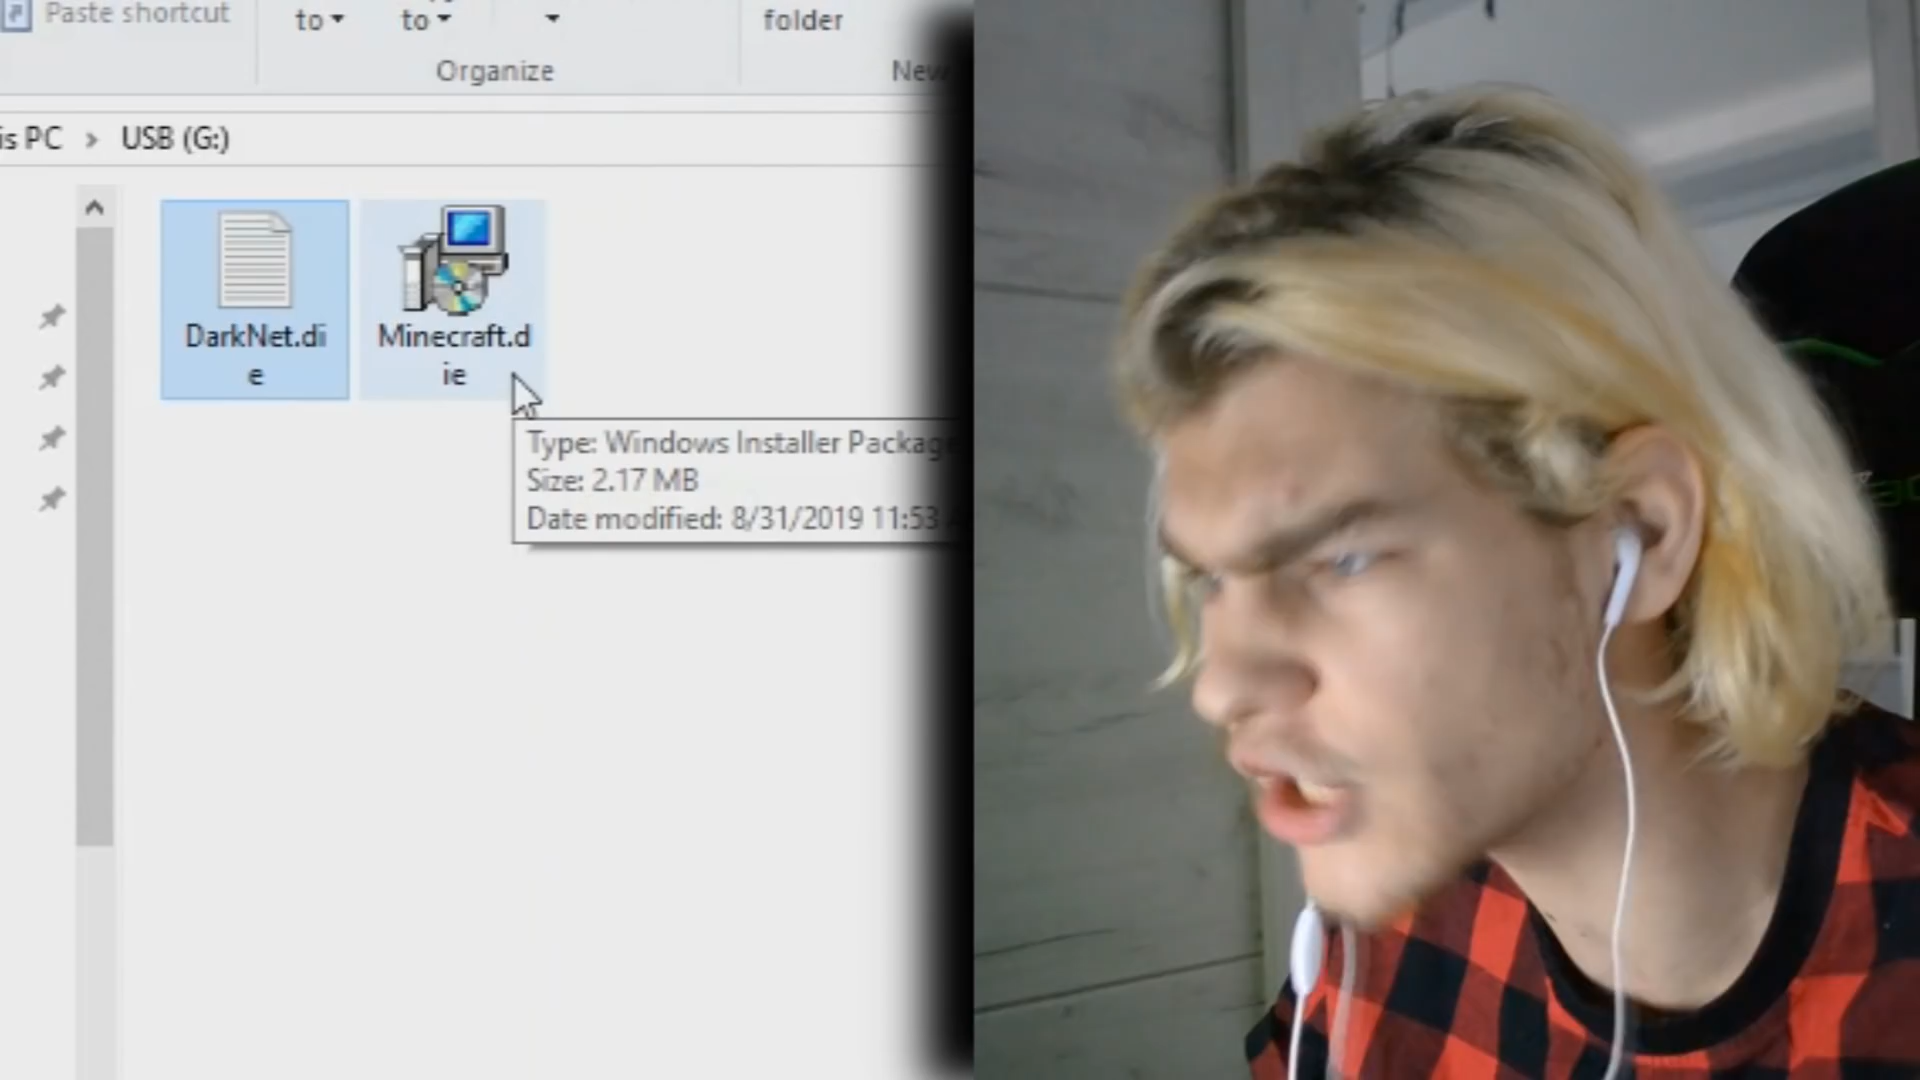 Paste shortcut
to
to
folder
Organize
New
is PC > USB (G:)
DarkNet.di
e
Minecraft.d
ie
Type: Windows Installer Package
Size: 2.17 MB
Date modified: 8/31/2019 11:53 A